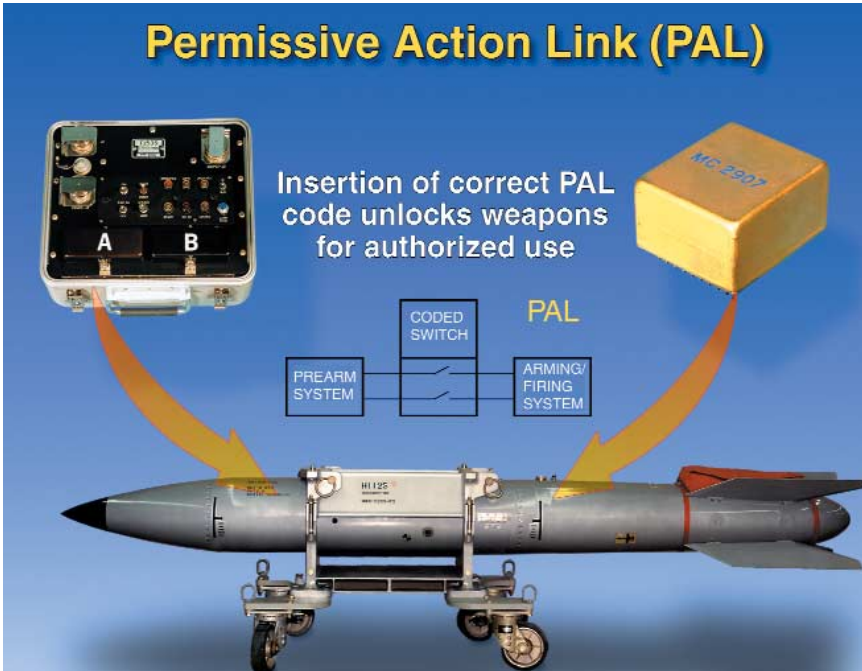 Permissive Action Link (PAL)
Insertion of correct PAL
code unlocks weapons
for authorized use
A
B
MC 2907
PAL
CODED
SWITCH
PREARM
SYSTEM
ARMING/
FIRING
SYSTEM
H1125